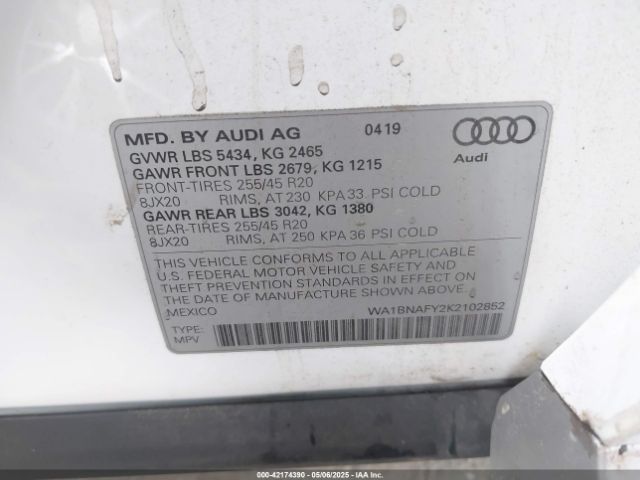 MFD. BY AUDI AG 0419
GVWR LBS 5434, KG 2465
GAWR FRONT LBS 2679, KG 1215
FRONT-TIRES 255/45 R20
8JX20 RIMS, AT 230 KPA 33 PSI COLD
GAWR REAR LBS 3042, KG 1380
REAR-TIRES 255/45 R20
8JX20 RIMS, AT 250 KPA 36 PSI COLD
Audi
THIS VEHICLE CONFORMS TO ALL APPLICABLE
U.S. FEDERAL MOTOR VEHICLE SAFETY AND
THEFT PREVENTION STANDARDS IN EFFECT ON
THE DATE OF MANUFACTURE SHOWN ABOVE.
MEXICO WA1BNAFY2K2102852
TYPE:
MPV
000-42174390 - 05/06/2025 - IAA Inc.